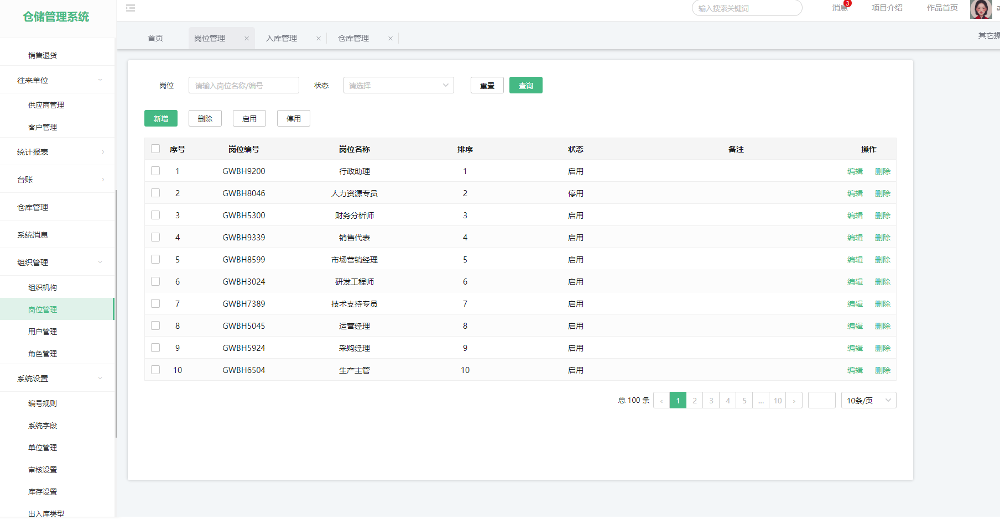 仓储管理系统
输入搜索关键词
消息
3
项目介绍
作品首页
a
首页
岗位管理 ×
入库管理 ×
仓库管理 ×
其它操
销售退货
往来单位
供应商管理
客户管理
统计报表
台账
仓库管理
系统消息
组织管理
组织机构
岗位管理
用户管理
角色管理
系统设置
编号规则
系统字段
单位管理
审核设置
库存设置
出入库类型
岗位 请输入岗位名称/编号 状态 请选择 重置 查询
新增 删除 启用 停用
序号 岗位编号 岗位名称 排序 状态 备注 操作
1 GWBH9200 行政助理 1 启用 编辑 删除
2 GWBH8046 人力资源专员 2 停用 编辑 删除
3 GWBH5300 财务分析师 3 启用 编辑 删除
4 GWBH9339 销售代表 4 启用 编辑 删除
5 GWBH8599 市场营销经理 5 启用 编辑 删除
6 GWBH3024 研发工程师 6 启用 编辑 删除
7 GWBH7389 技术支持专员 7 启用 编辑 删除
8 GWBH5045 运营经理 8 启用 编辑 删除
9 GWBH5924 采购经理 9 启用 编辑 删除
10 GWBH6504 生产主管 10 启用 编辑 删除
总 100 条 ‹ 1 2 3 4 5 ... 10 › 10条/页